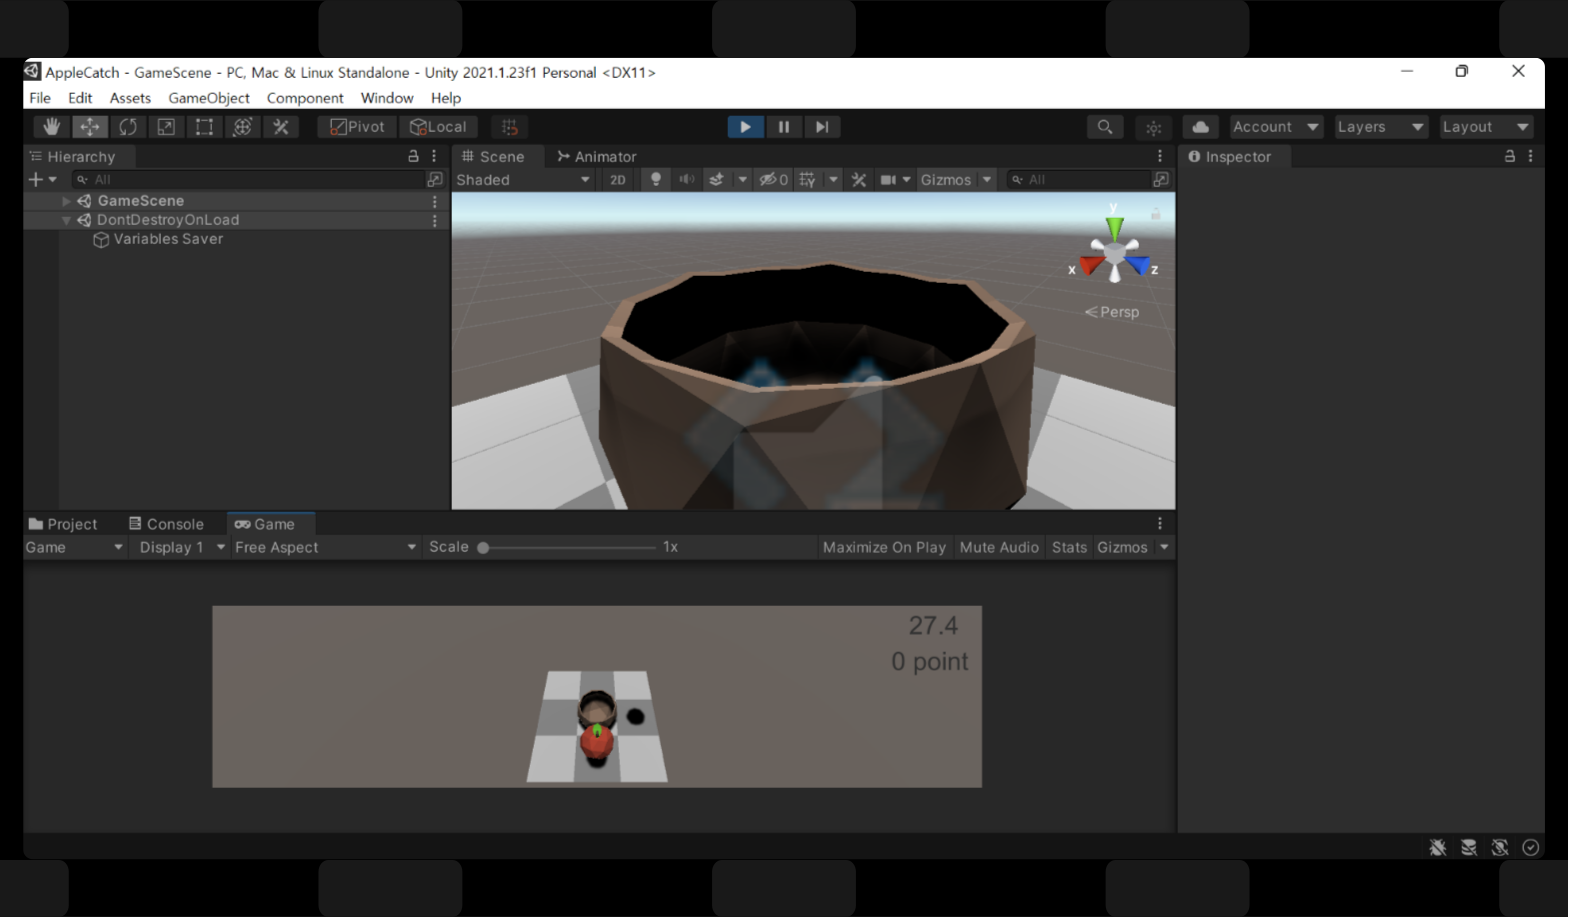 AppleCatch - GameScene - PC, Mac & Linux Standalone - Unity 2021.1.23f1 Personal <DX11>
File Edit Assets GameObject Component Window Help
Pivot Local Account Layers Layout
Hierarchy
All
GameScene
DontDestroyOnLoad
Variables Saver
Scene Animator
Shaded 2D 0 Gizmos All
y
x z
Persp
Inspector
Project Console Game
Game Display 1 Free Aspect Scale 1x Maximize On Play Mute Audio Stats Gizmos
27.4
0 point